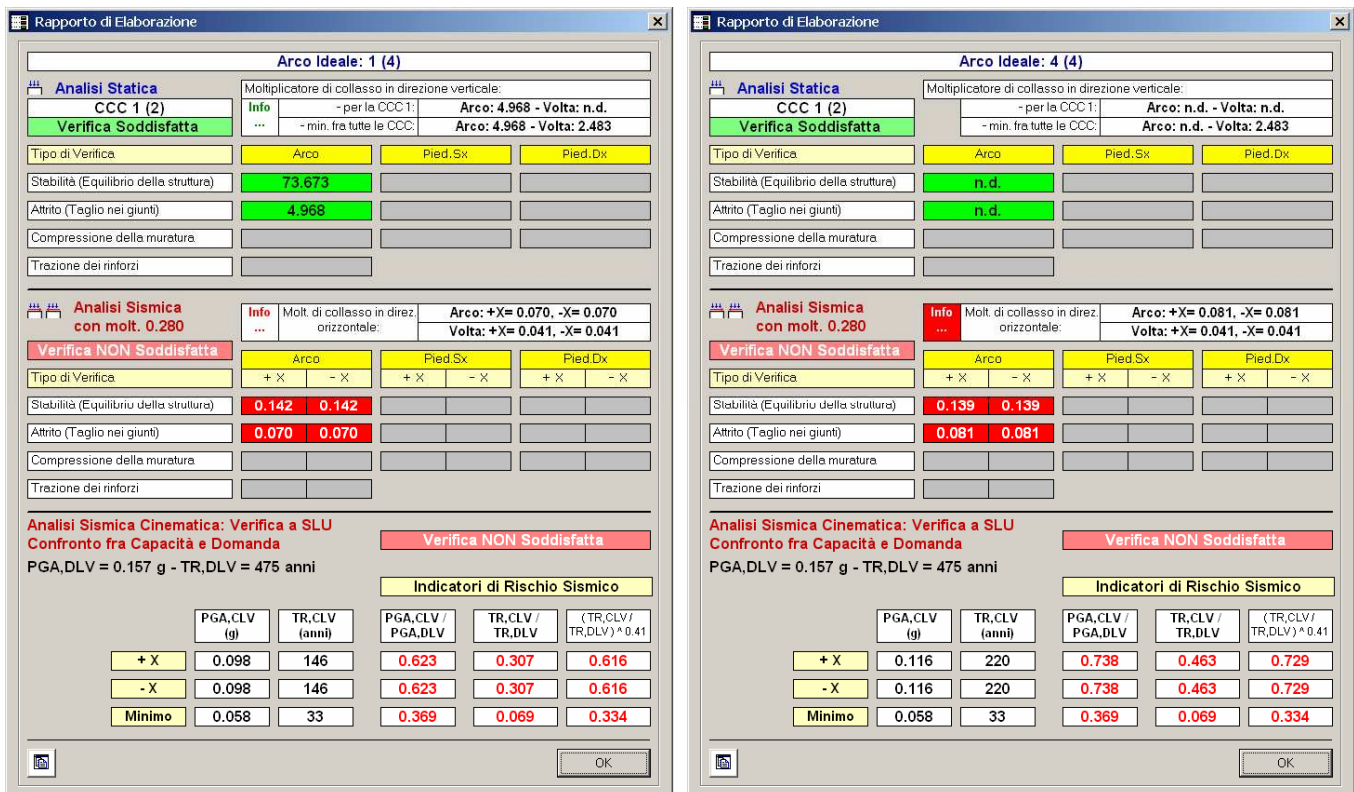 Rapporto di Elaborazione
Arco Ideale: 1 (4)
Analisi Statica
Moltiplicatore di collasso in direzione verticale:
CCC 1 (2)
Info ...
- per la CCC 1: Arco: 4.968 - Volta: n.d.
Verifica Soddisfatta
- min. fra tutte le CCC: Arco: 4.968 - Volta: 2.483
Tipo di Verifica Arco Pied.Sx Pied.Dx
Stabilità (Equilibrio della struttura) 73.673
Attrito (Taglio nei giunti) 4.968
Compressione della muratura
Trazione dei rinforzi
Analisi Sismica
con molt. 0.280
Info ...
Molt. di collasso in direz. orizzontale:
Arco: +X= 0.070, -X= 0.070
Volta: +X= 0.041, -X= 0.041
Verifica NON Soddisfatta
Arco Pied.Sx Pied.Dx
Tipo di Verifica + X - X + X - X + X - X
Stabilità (Equilibrio della struttura) 0.142 0.142
Attrito (Taglio nei giunti) 0.070 0.070
Compressione della muratura
Trazione dei rinforzi
Analisi Sismica Cinematica: Verifica a SLU
Confronto fra Capacità e Domanda
Verifica NON Soddisfatta
PGA,DLV = 0.157 g - TR,DLV = 475 anni
Indicatori di Rischio Sismico
PGA,CLV (g) TR,CLV (anni) PGA,CLV / PGA,DLV TR,CLV / TR,DLV (TR,CLV / TR,DLV) ^ 0.41
+ X 0.098 146 0.623 0.307 0.616
- X 0.098 146 0.623 0.307 0.616
Minimo 0.058 33 0.369 0.069 0.334
OK
Rapporto di Elaborazione
Arco Ideale: 4 (4)
Analisi Statica
Moltiplicatore di collasso in direzione verticale:
CCC 1 (2)
- per la CCC 1: Arco: n.d. - Volta: n.d.
Verifica Soddisfatta
- min. fra tutte le CCC: Arco: n.d. - Volta: 2.483
Tipo di Verifica Arco Pied.Sx Pied.Dx
Stabilità (Equilibrio della struttura) n.d.
Attrito (Taglio nei giunti) n.d.
Compressione della muratura
Trazione dei rinforzi
Analisi Sismica
con molt. 0.280
Info ...
Molt. di collasso in direz. orizzontale:
Arco: +X= 0.081, -X= 0.081
Volta: +X= 0.041, -X= 0.041
Verifica NON Soddisfatta
Arco Pied.Sx Pied.Dx
Tipo di Verifica + X - X + X - X + X - X
Stabilità (Equilibrio della struttura) 0.139 0.139
Attrito (Taglio nei giunti) 0.081 0.081
Compressione della muratura
Trazione dei rinforzi
Analisi Sismica Cinematica: Verifica a SLU
Confronto fra Capacità e Domanda
Verifica NON Soddisfatta
PGA,DLV = 0.157 g - TR,DLV = 475 anni
Indicatori di Rischio Sismico
PGA,CLV (g) TR,CLV (anni) PGA,CLV / PGA,DLV TR,CLV / TR,DLV (TR,CLV / TR,DLV) ^ 0.41
+ X 0.116 220 0.738 0.463 0.729
- X 0.116 220 0.738 0.463 0.729
Minimo 0.058 33 0.369 0.069 0.334
OK